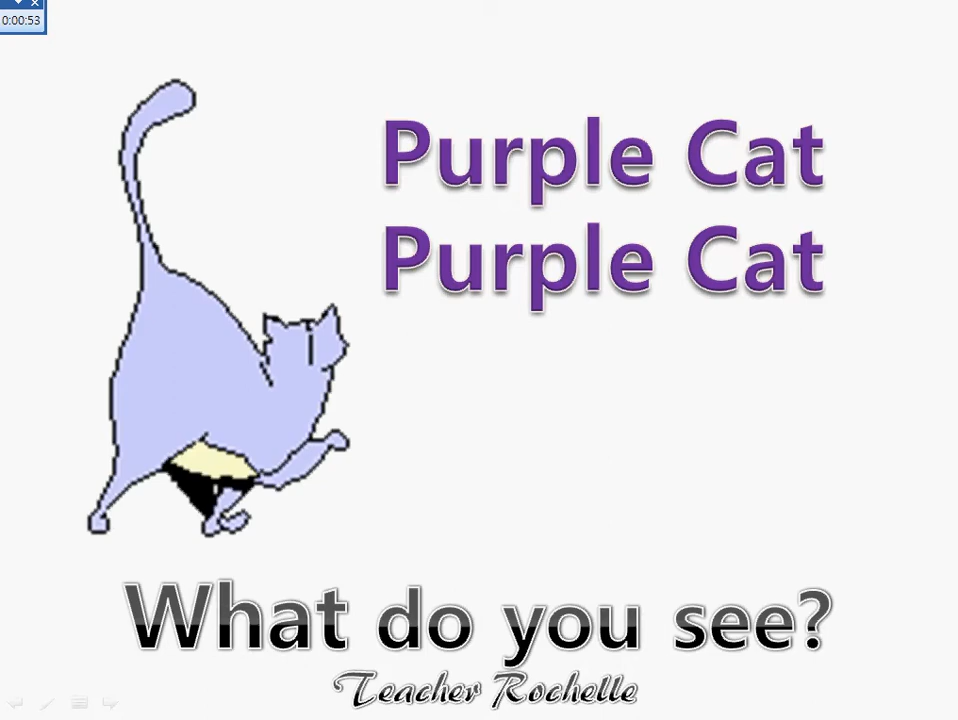 0:00:53
Purple Cat
Purple Cat
What do you see?
Teacher Rochelle